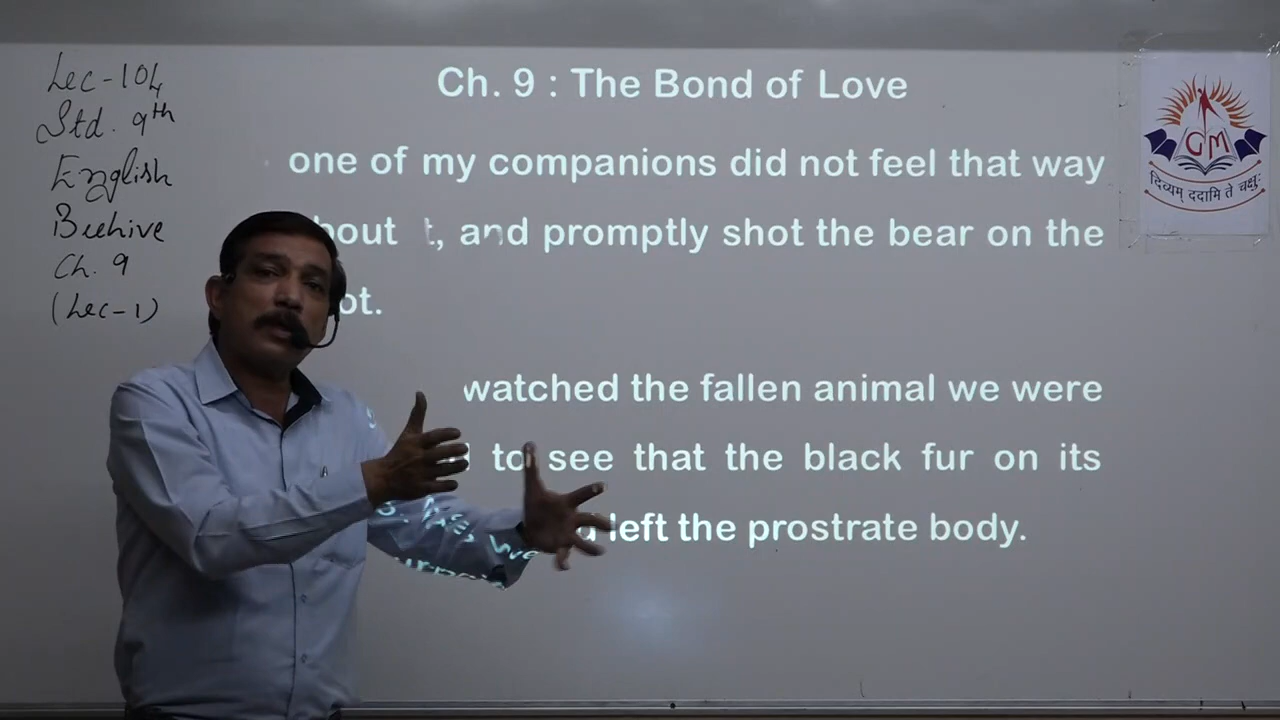 Lec-104
Std. 9th
English
Beehive
Ch. 9
(Lec-1)
Ch. 9 : The Bond of Love
one of my companions did not feel that way
and promptly shot the bear on the
watched the fallen animal we were
to see that the black fur on its
left the prostrate body.
GM
दिव्यम् ददामि ते चक्षुः